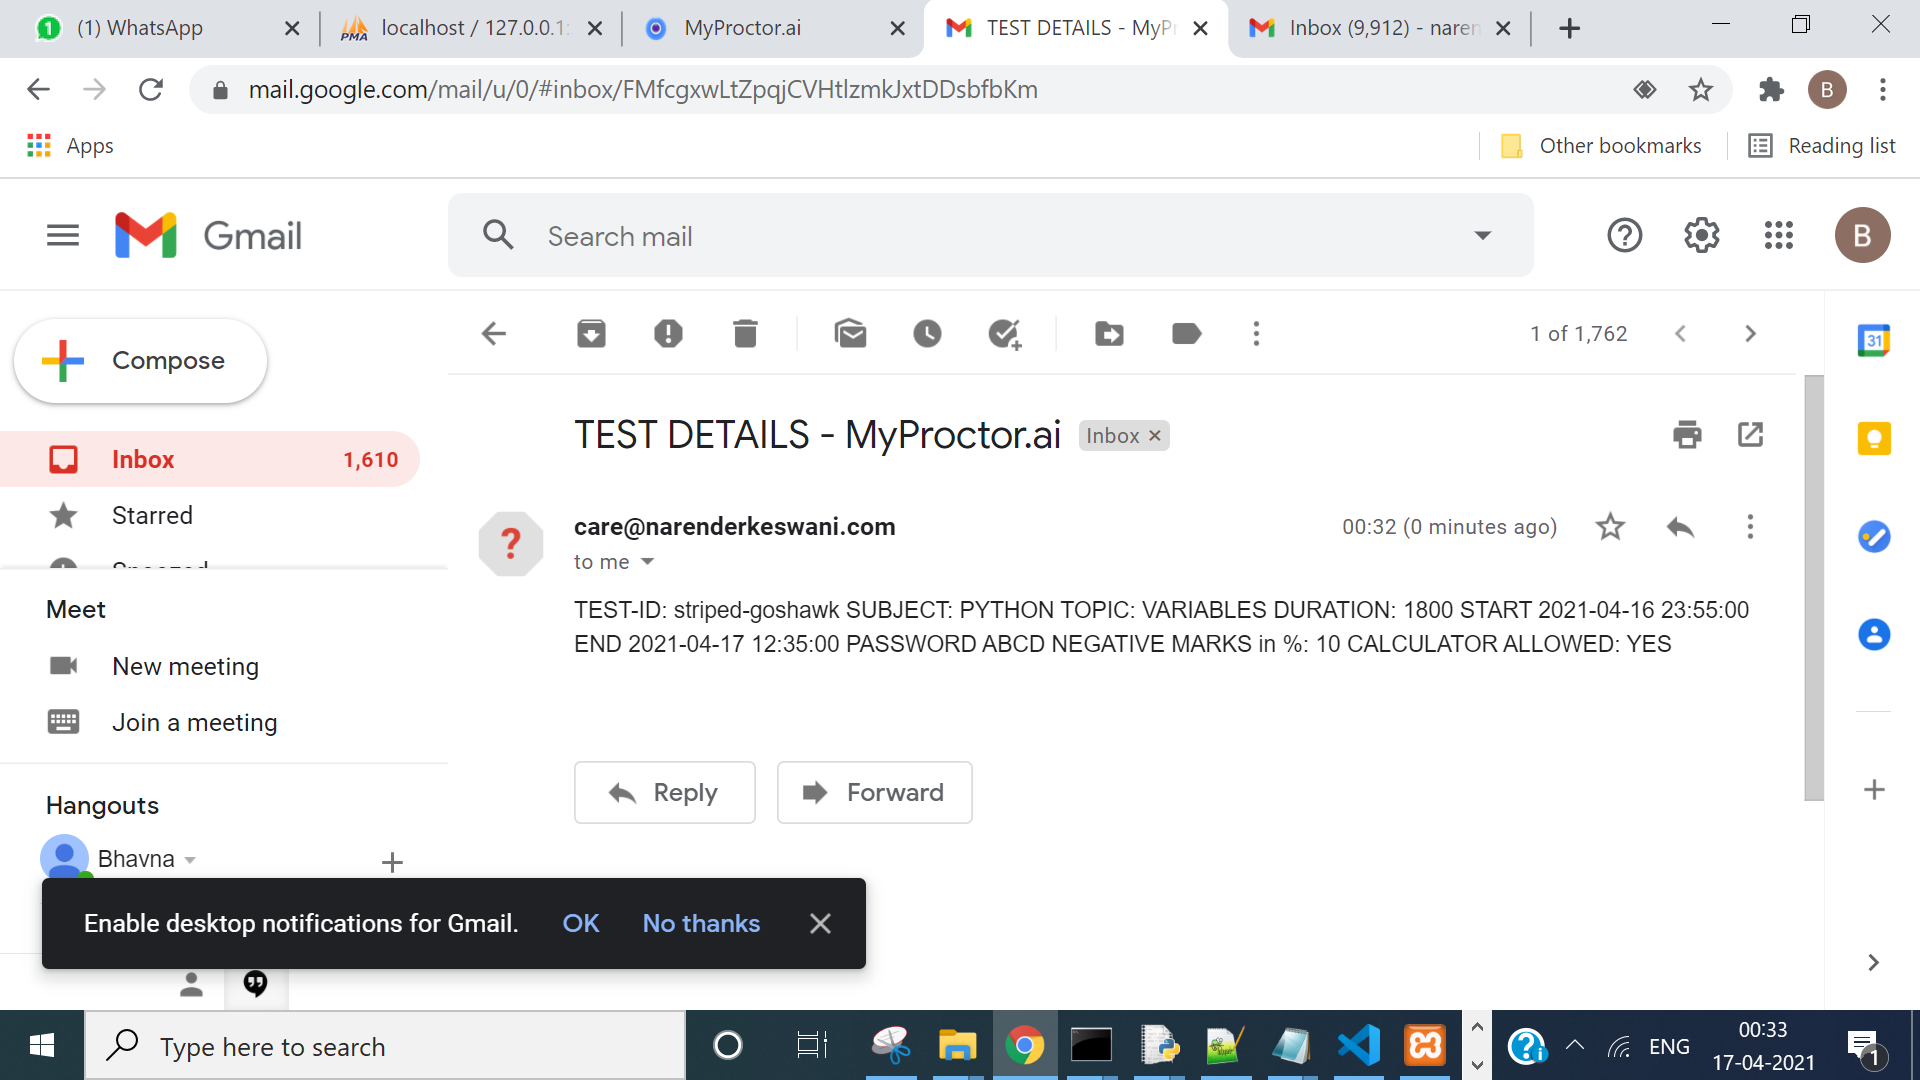 1
(1) WhatsApp
PMA
localhost / 127.0.0.1:
MyProctor.ai
TEST DETAILS - MyPr
Inbox (9,912) - naren
mail.google.com/mail/u/0/#inbox/FMfcgxwLtZpqjCVHtlzmkJxtDDsbfbKm
B
Apps
Other bookmarks
Reading list
Gmail
Search mail
B
Compose
1 of 1,762
31
TEST DETAILS - MyProctor.ai
Inbox
Inbox
1,610
Starred
Snoozed
care@narenderkeswani.com
00:32 (0 minutes ago)
to me
TEST-ID: striped-goshawk SUBJECT: PYTHON TOPIC: VARIABLES DURATION: 1800 START 2021-04-16 23:55:00
END 2021-04-17 12:35:00 PASSWORD ABCD NEGATIVE MARKS in %: 10 CALCULATOR ALLOWED: YES
Meet
New meeting
Join a meeting
Reply
Forward
Hangouts
Bhavna
Enable desktop notifications for Gmail.
OK
No thanks
Type here to search
ENG
00:33
17-04-2021
1